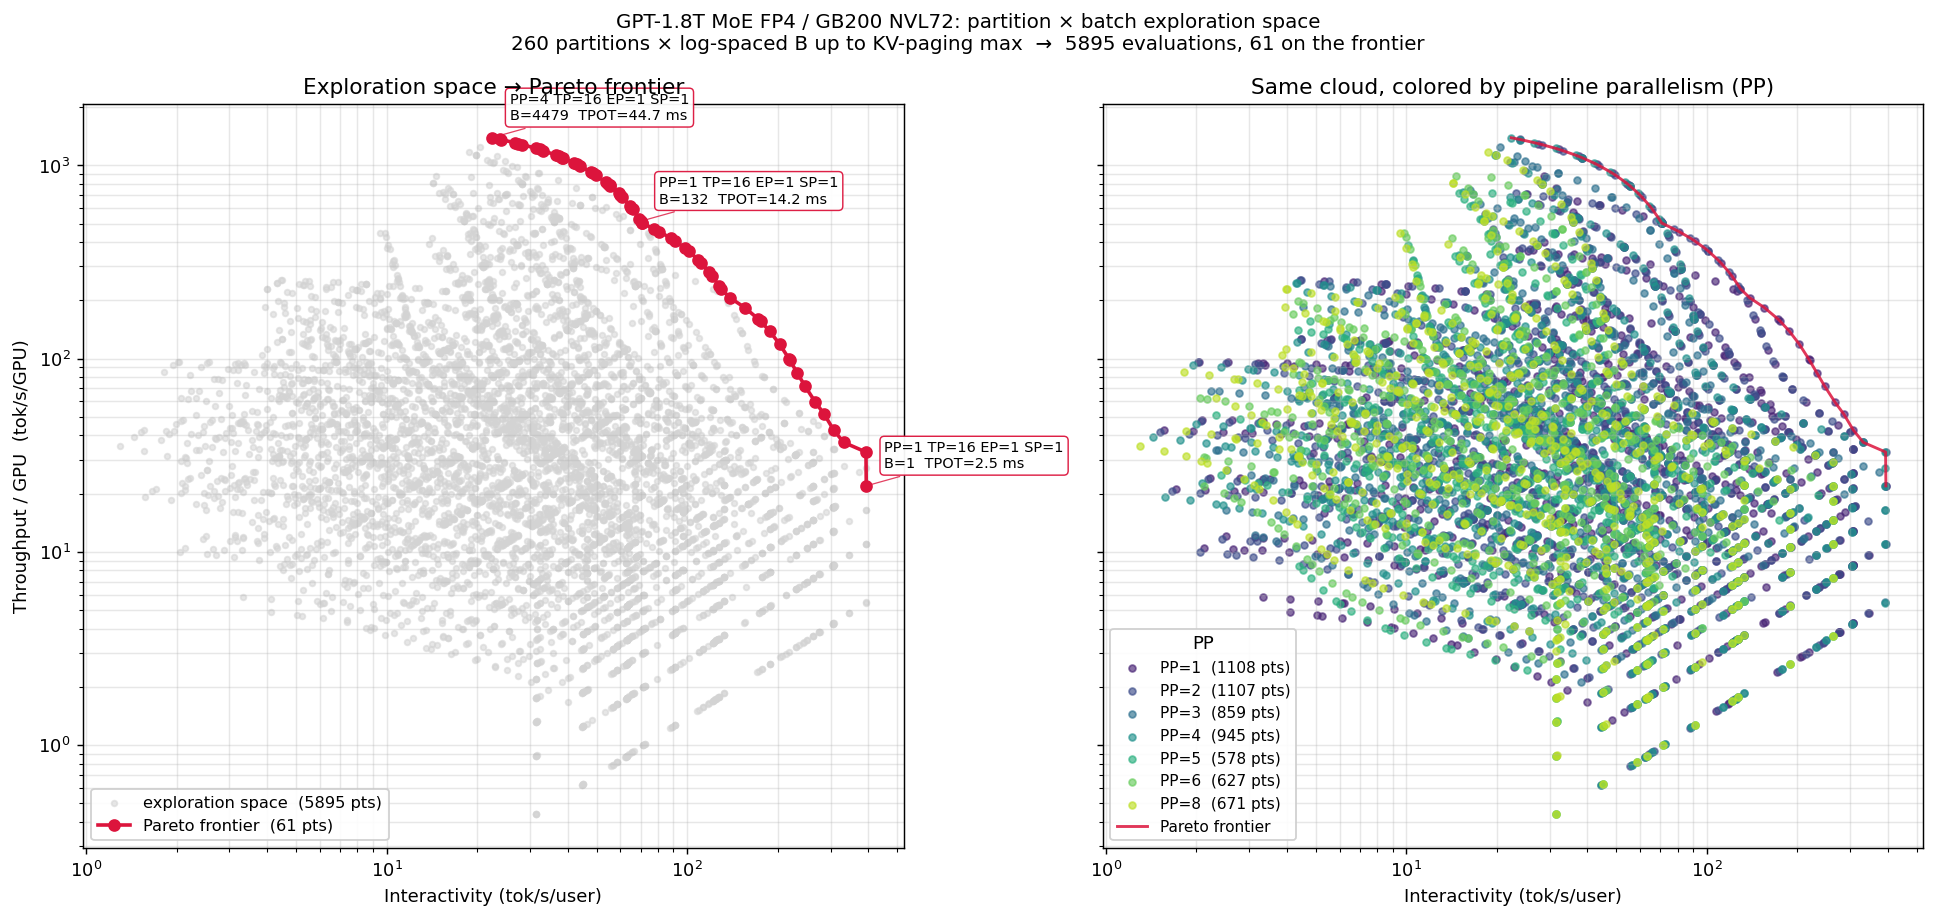 GPT-1.8T MoE FP4 / GB200 NVL72: partition × batch exploration space
260 partitions × log-spaced B up to KV-paging max → 5895 evaluations, 61 on the frontier
Exploration space → Pareto frontier
PP=4 TP=16 EP=1 SP=1
B=4479 TPOT=44.7 ms
PP=1 TP=16 EP=1 SP=1
B=132 TPOT=14.2 ms
PP=1 TP=16 EP=1 SP=1
B=1 TPOT=2.5 ms
Throughput / GPU (tok/s/GPU)
10³
10²
10¹
10⁰
exploration space (5895 pts)
Pareto frontier (61 pts)
10⁰ 10¹ 10²
Interactivity (tok/s/user)
Same cloud, colored by pipeline parallelism (PP)
PP
PP=1 (1108 pts)
PP=2 (1107 pts)
PP=3 (859 pts)
PP=4 (945 pts)
PP=5 (578 pts)
PP=6 (627 pts)
PP=8 (671 pts)
Pareto frontier
10⁰ 10¹ 10²
Interactivity (tok/s/user)